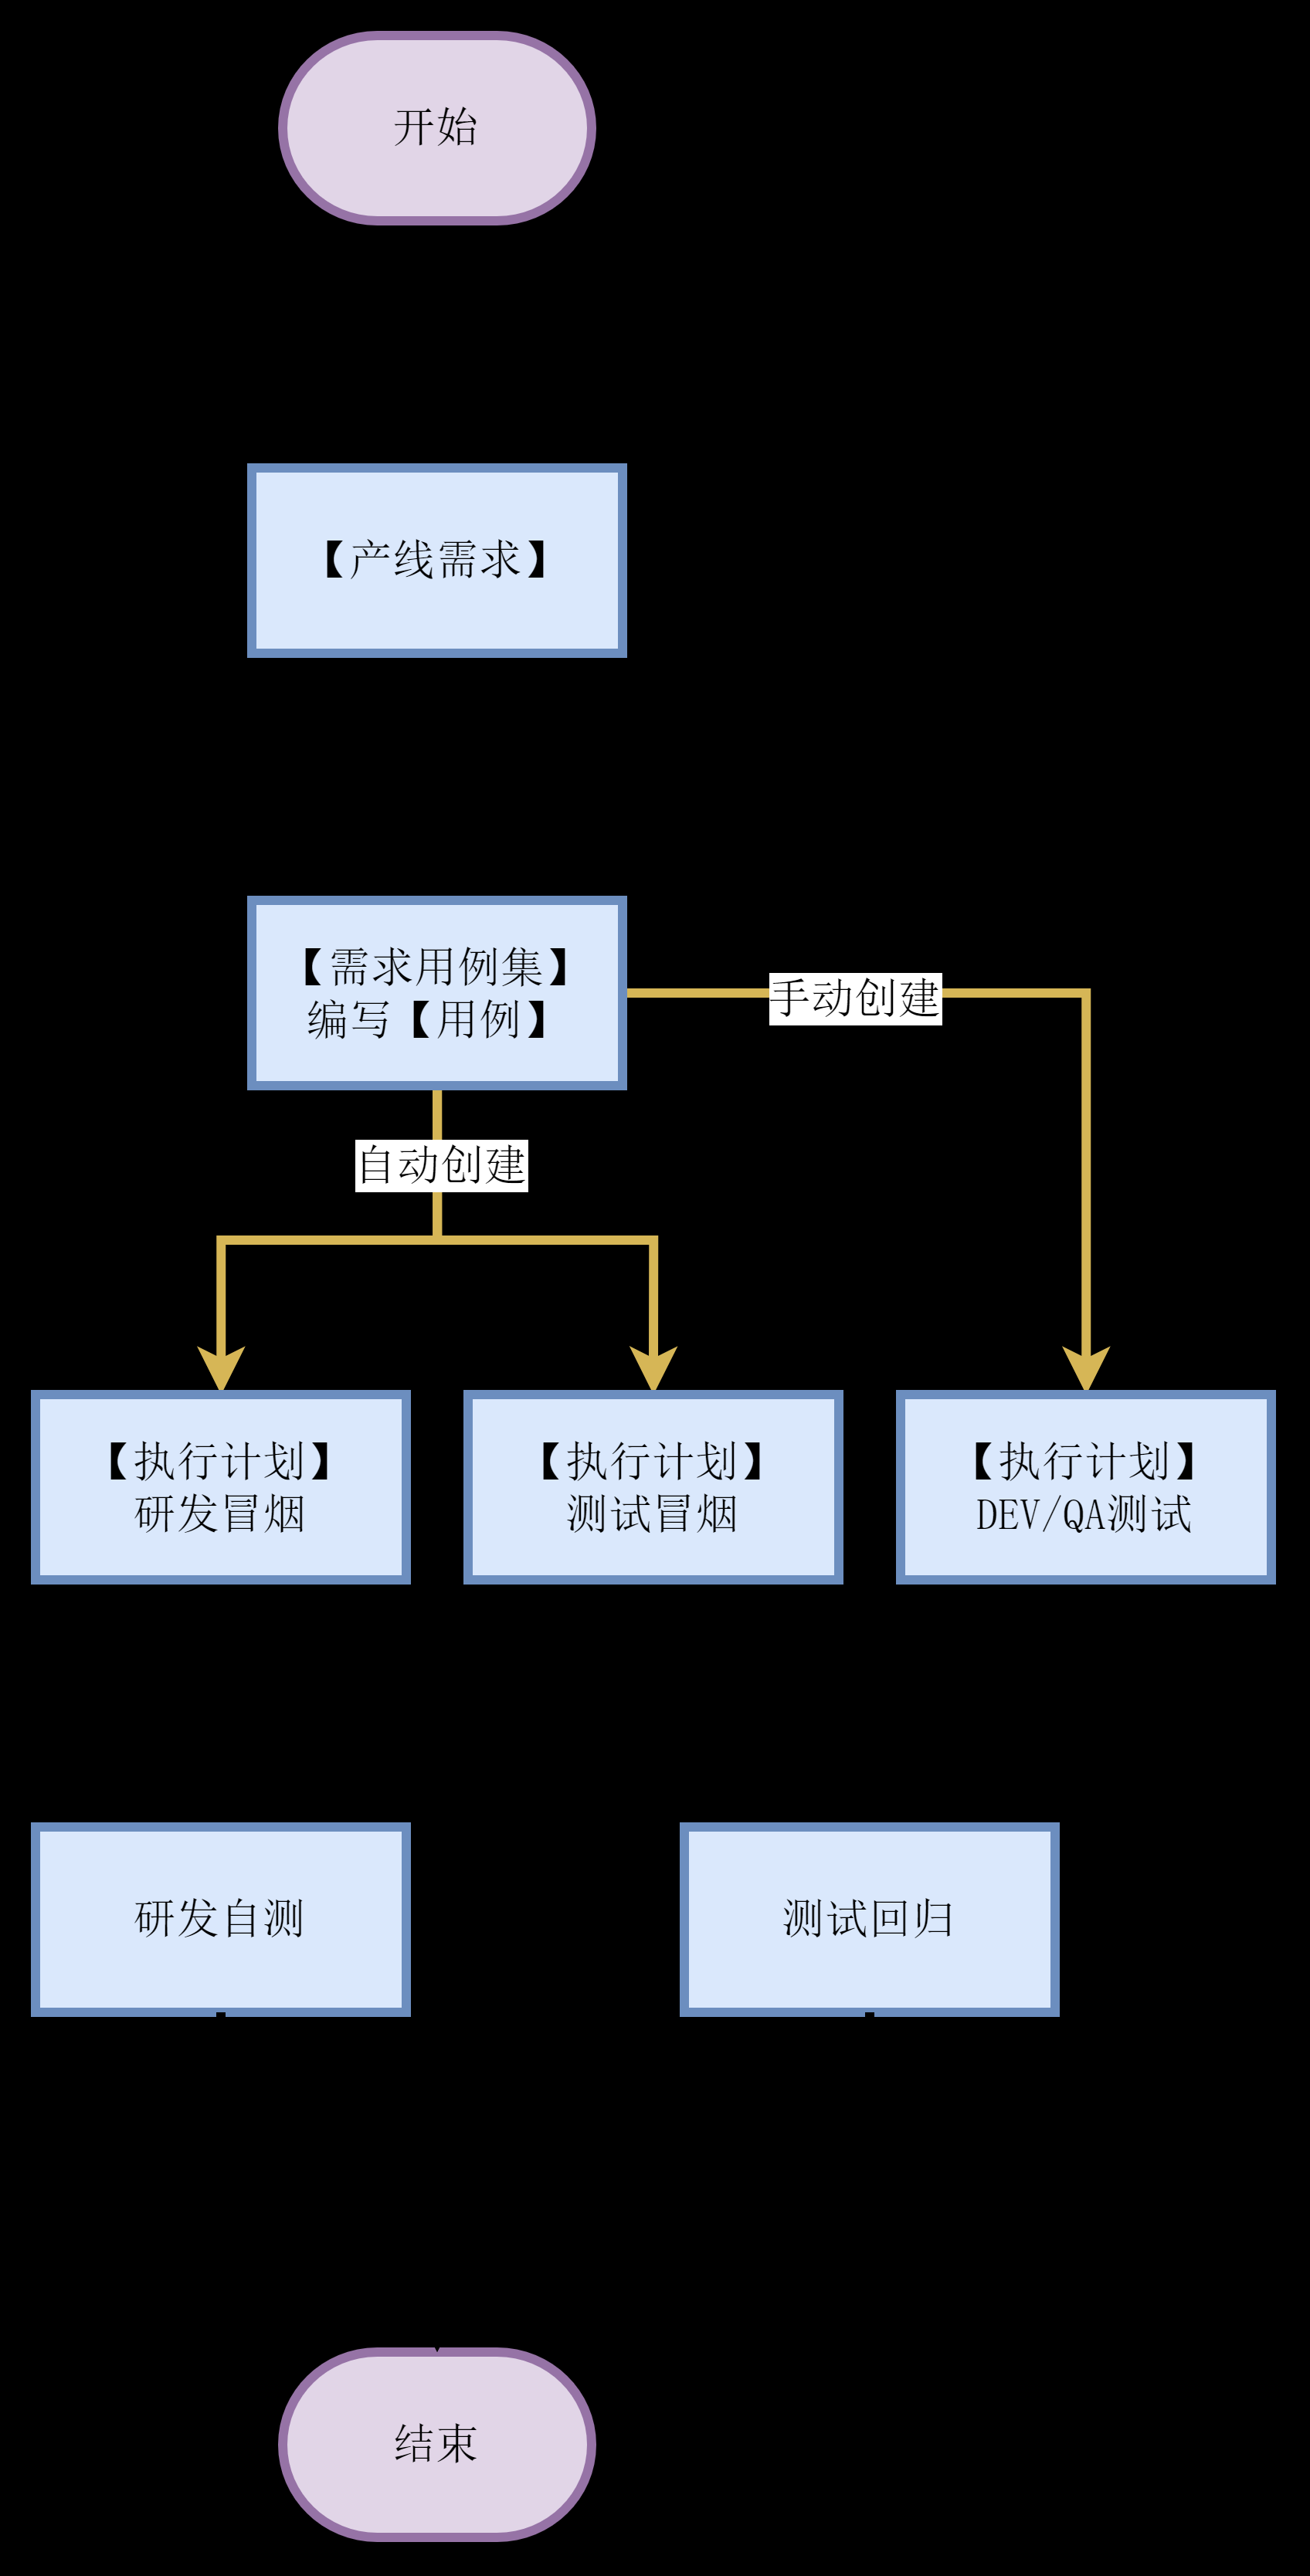 开始
【产线需求】
【需求用例集】
编写【用例】
手动创建
自动创建
【执行计划】
研发冒烟
【执行计划】
测试冒烟
【执行计划】
DEV/QA测试
研发自测
测试回归
结束